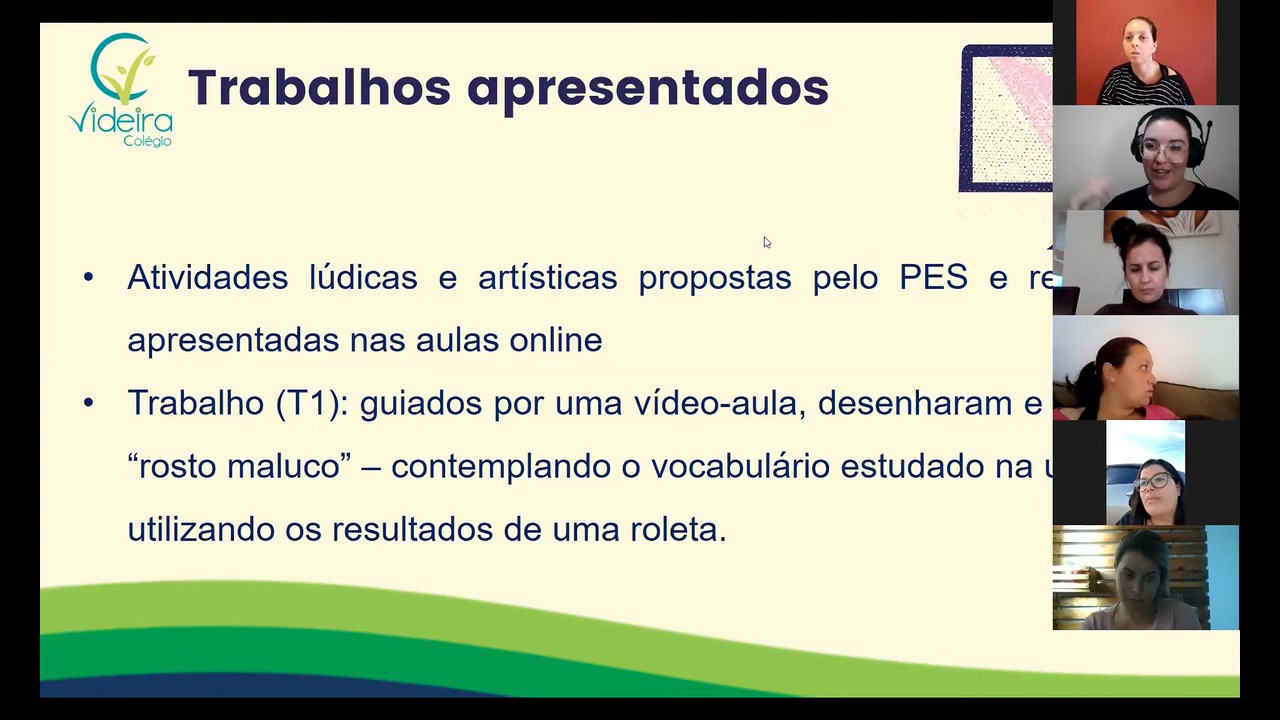 Videira
Colégio
Trabalhos apresentados
• Atividades lúdicas e artísticas propostas pelo PES e
apresentadas nas aulas online
• Trabalho (T1): guiados por uma vídeo-aula, desenharam e
“rosto maluco” – contemplando o vocabulário estudado na
utilizando os resultados de uma roleta.